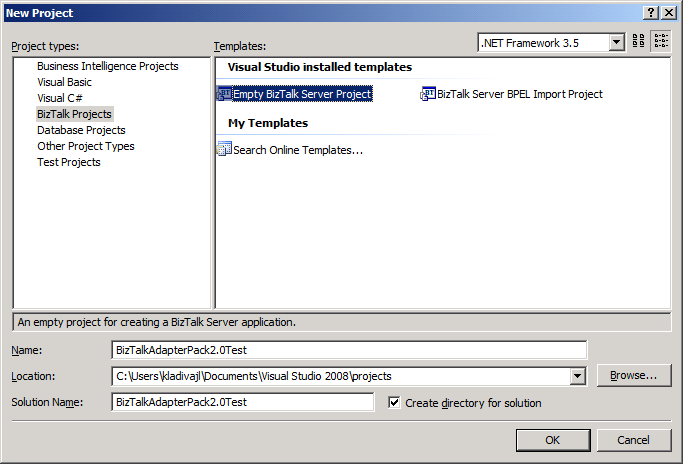 New Project
Project types:
Templates:
.NET Framework 3.5
Business Intelligence Projects
Visual Basic
Visual C#
BizTalk Projects
Database Projects
Other Project Types
Test Projects
Visual Studio installed templates
Empty BizTalk Server Project
BizTalk Server BPEL Import Project
My Templates
Search Online Templates...
An empty project for creating a BizTalk Server application.
Name:
BizTalkAdapterPack2.0Test
Location:
C:\Users\kladivajl\Documents\Visual Studio 2008\projects
Browse...
Solution Name:
BizTalkAdapterPack2.0Test
Create directory for solution
OK
Cancel